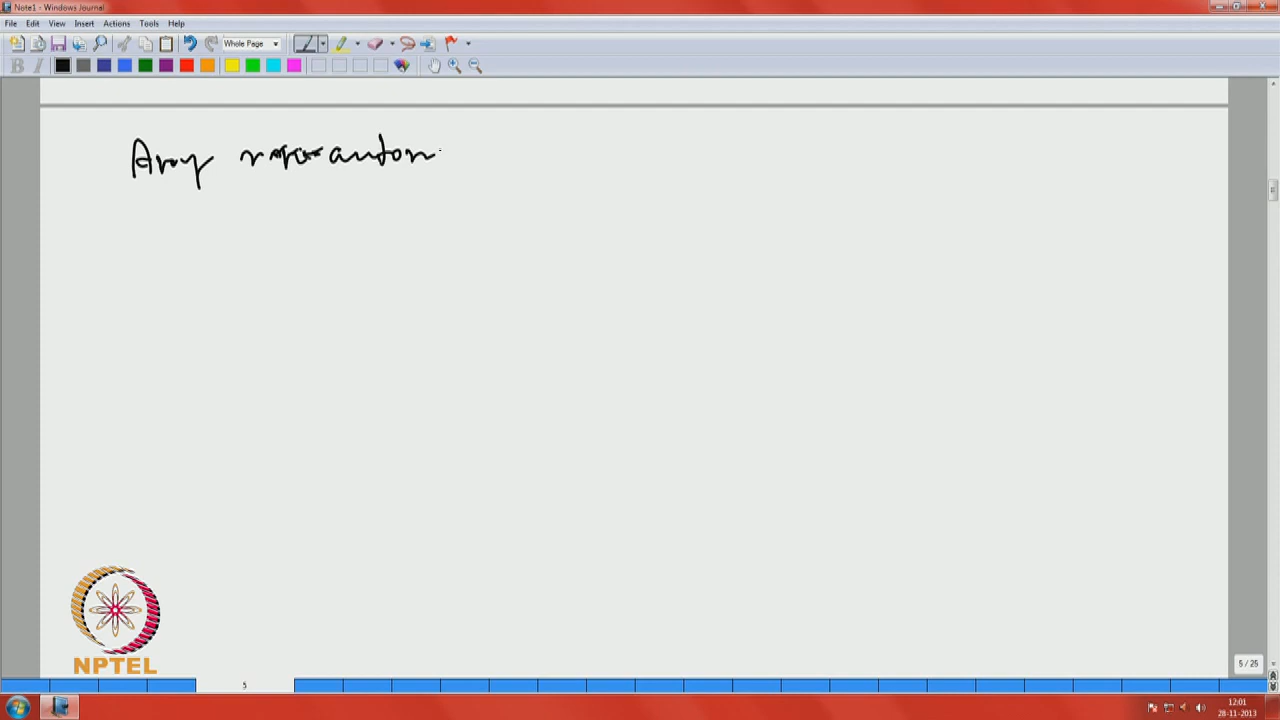 Note1 - Windows Journal
File Edit View Insert Actions Tools Help
Whole Page
B I
Any autom
NPTEL
5 / 25
5
12:01
28-11-2013